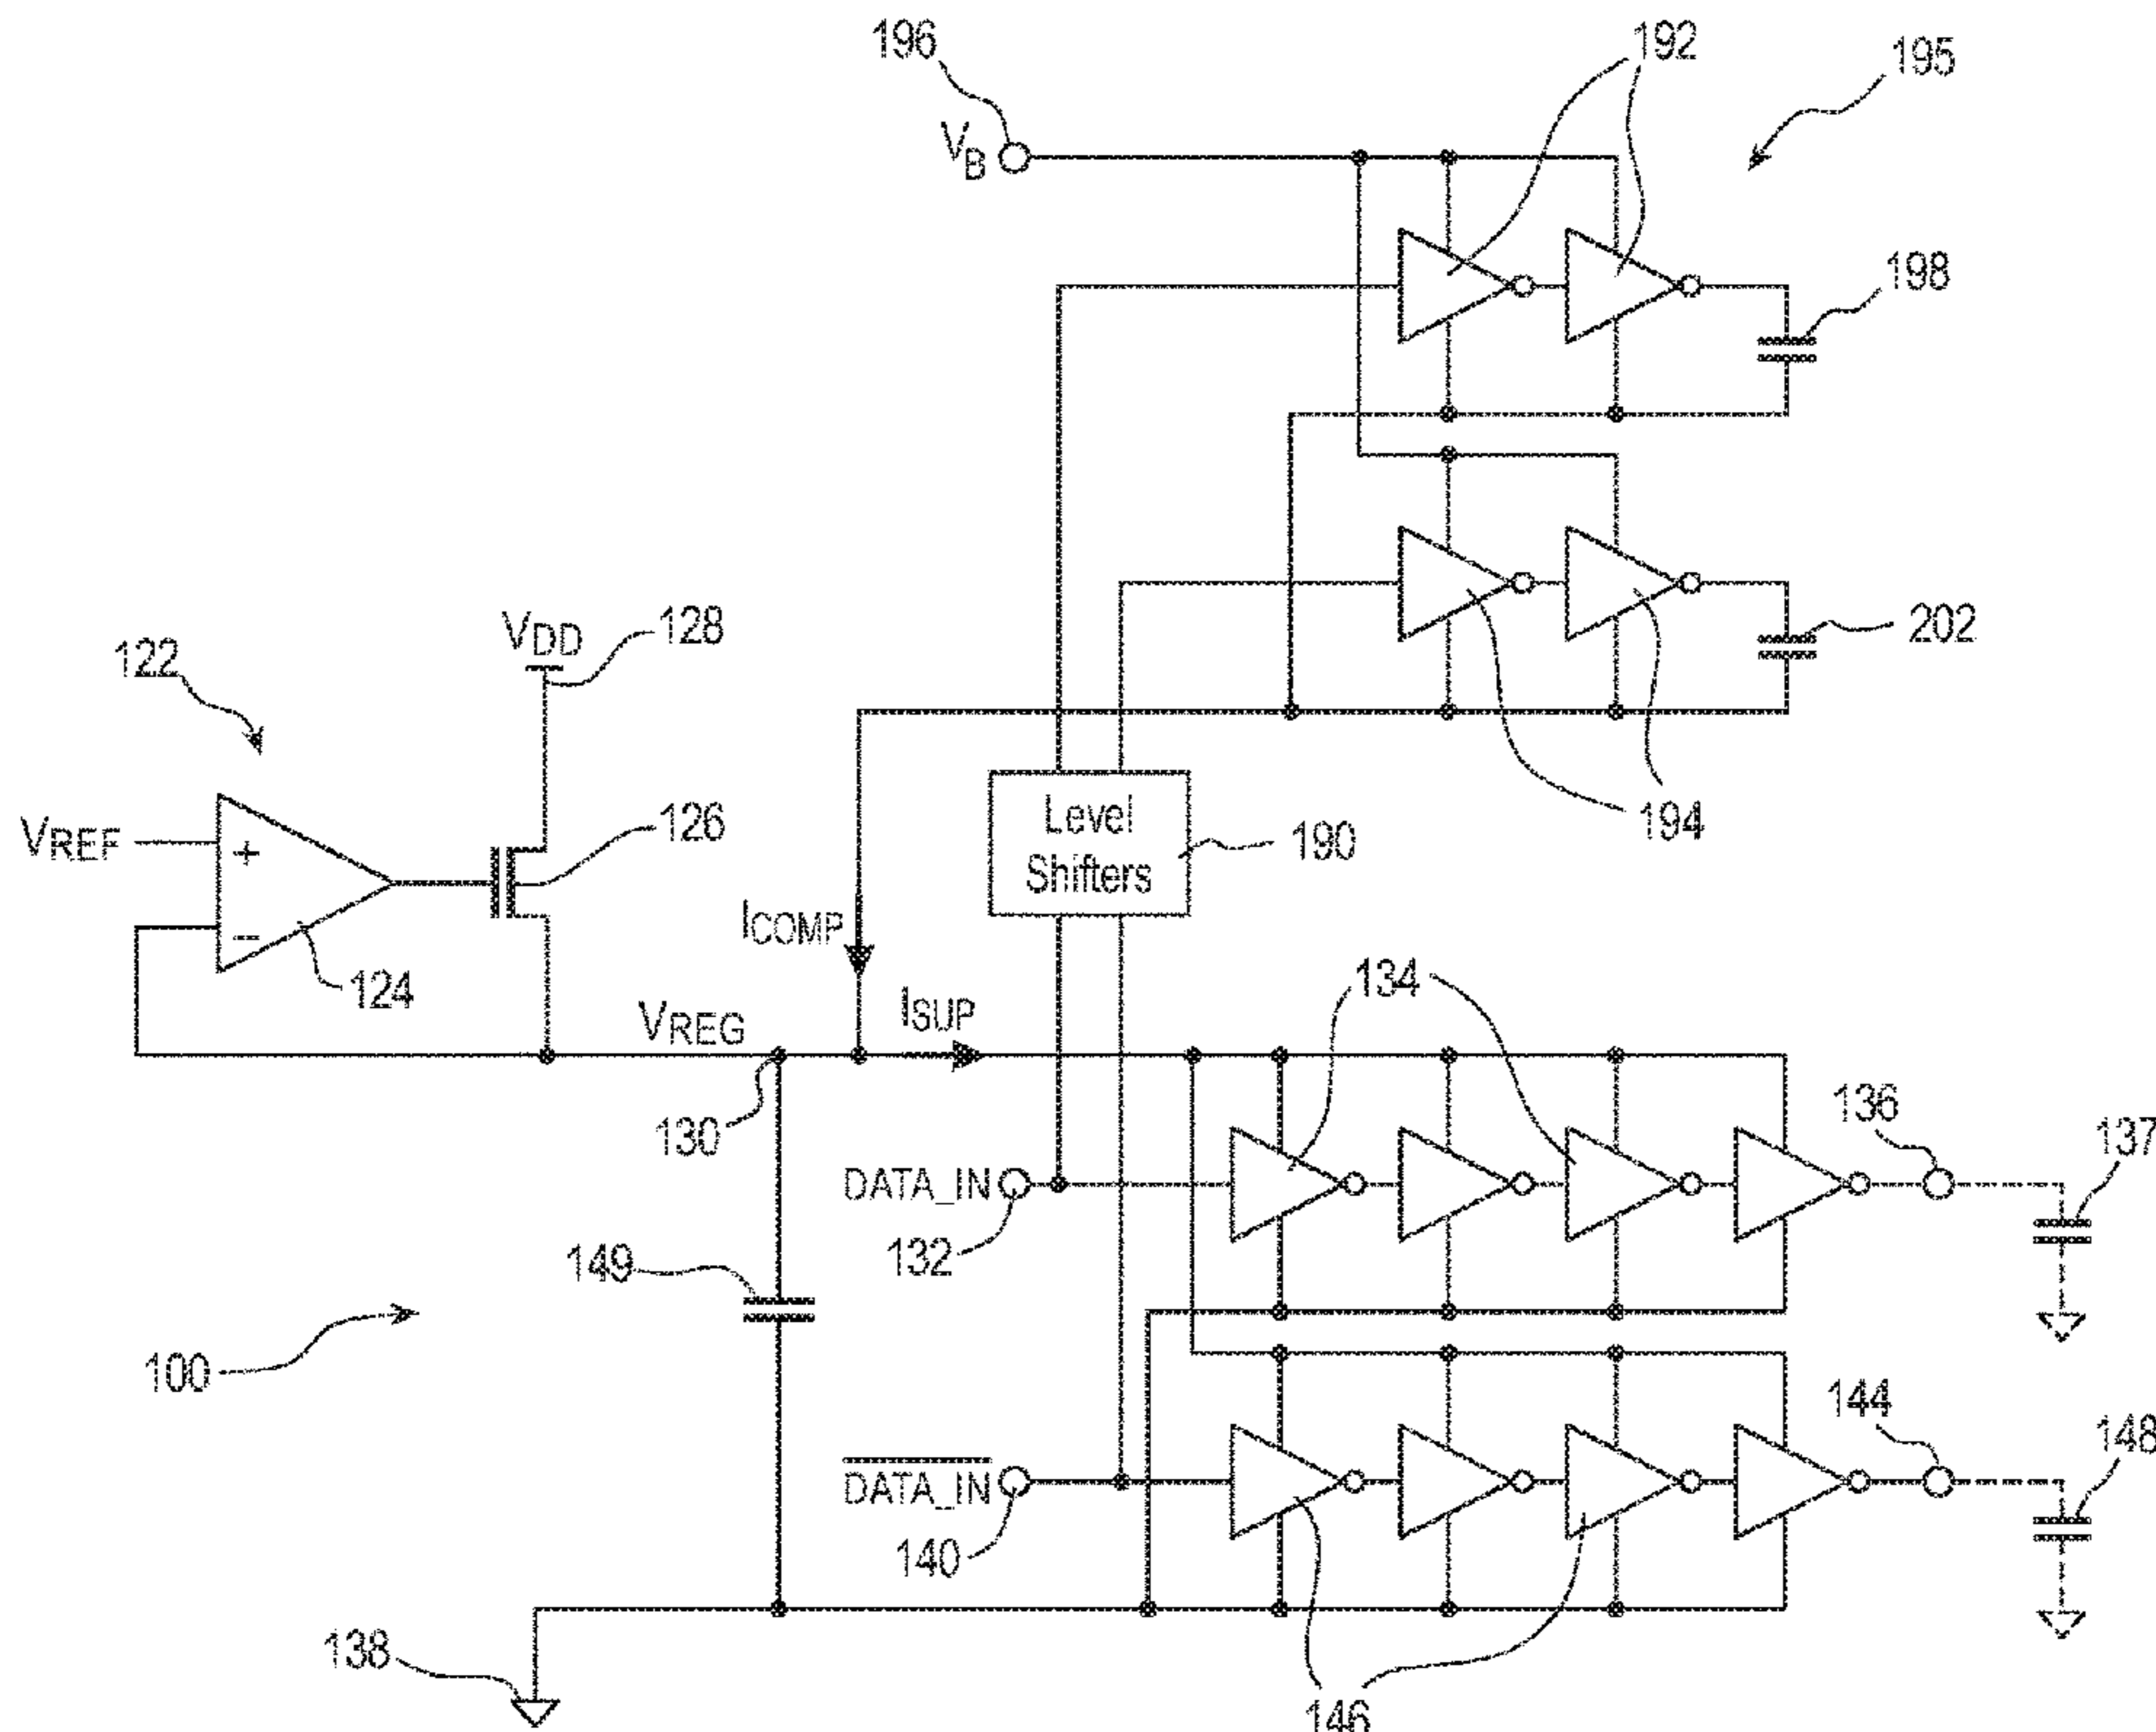 196
192
195
VB
198
VDD
128
122
202
VREF
+
−
126
124
194
Level
Shifters
190
ICOMP
VREG
ISUP
134
130
136
137
DATA_IN
132
149
100
144
148
DATA_IN
140
138
146